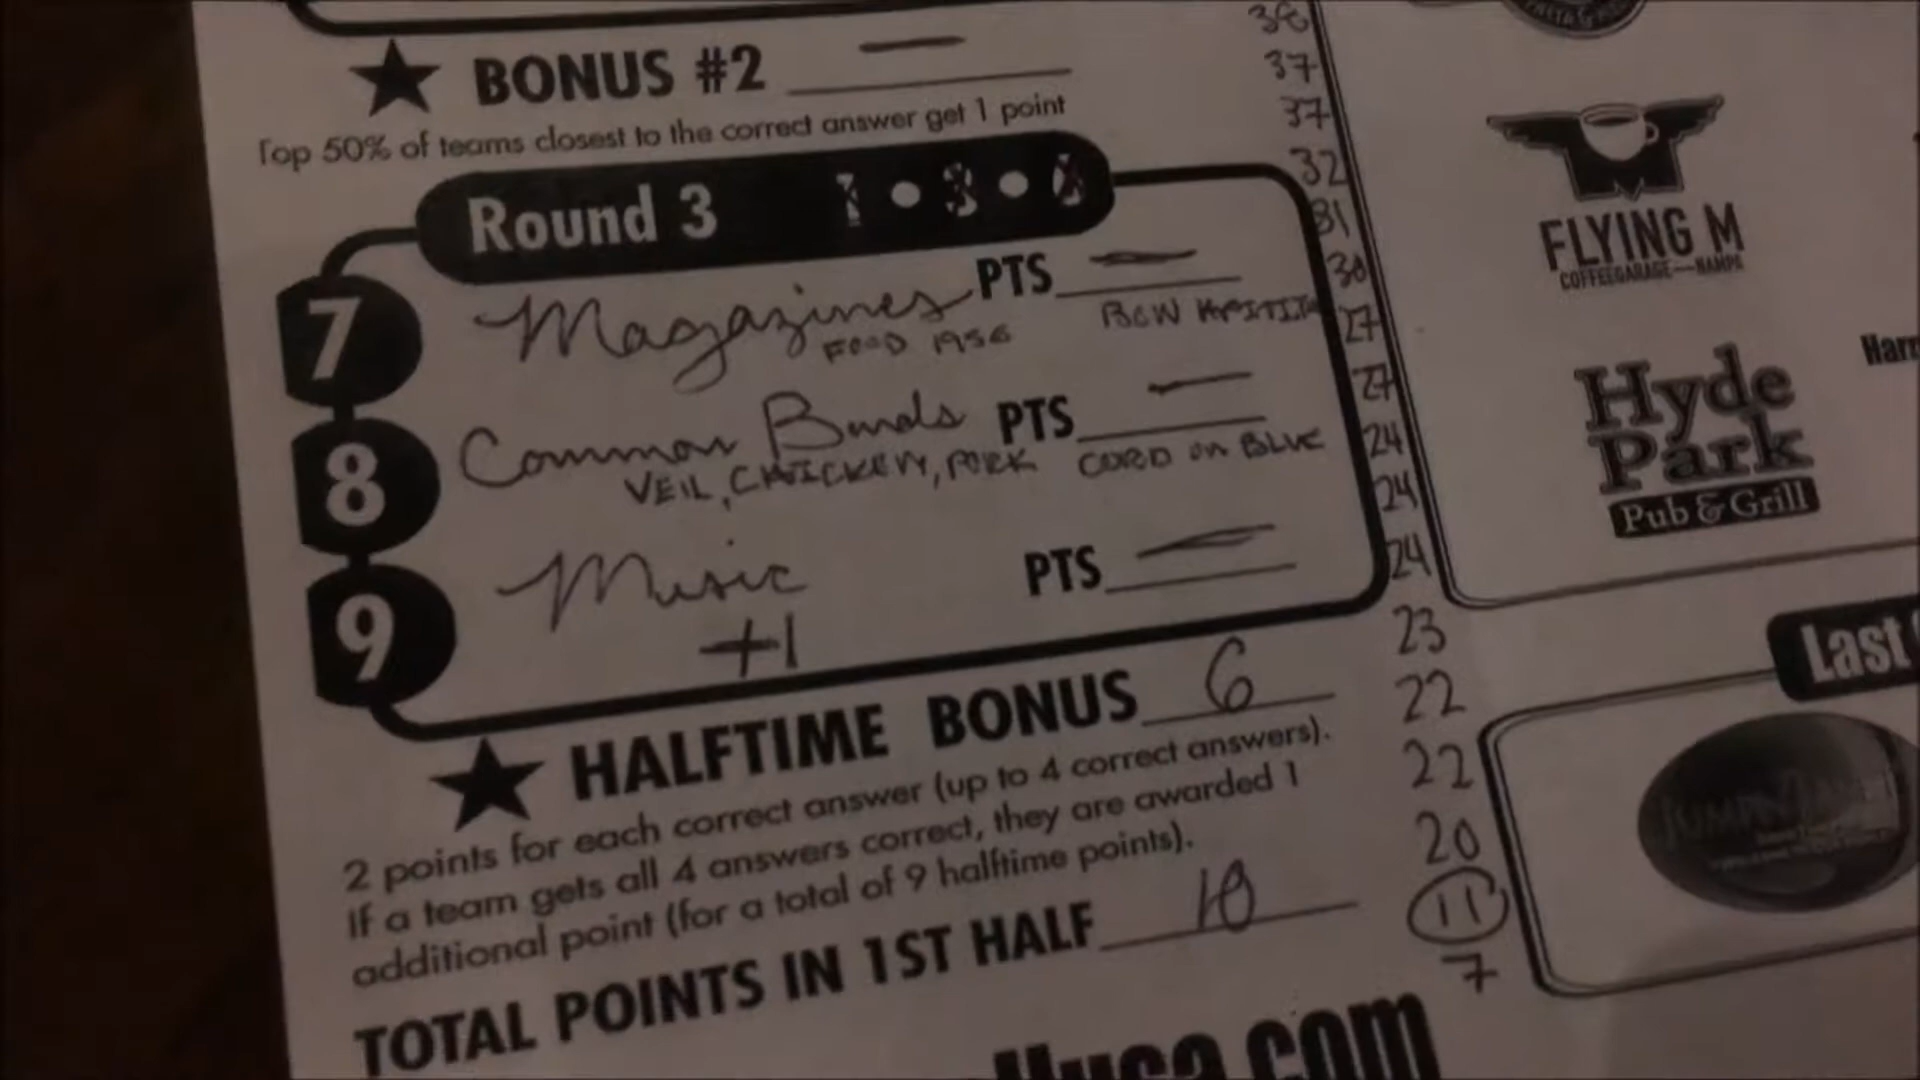 BONUS #2 —
Top 50% of teams closest to the correct answer get 1 point
Round 3 1 • 3 • 5
7 Magazines PTS —
FOOD 1956
8 Common Bonds PTS —
VEIL, CHICKEN, PORK CORD on BLUE
9 Music PTS —
+1
HALFTIME BONUS 6
2 points for each correct answer (up to 4 correct answers).
If a team gets all 4 answers correct, they are awarded 1
additional point (for a total of 9 halftime points).
TOTAL POINTS IN 1ST HALF 10
38
37
37
32
31
30
27
27
24
24
24
23
22
22
20
11
7
FLYING M
COFFEEGARAGE—NAMPA
Hyde
Park
Pub & Grill
Harr
Last
.com